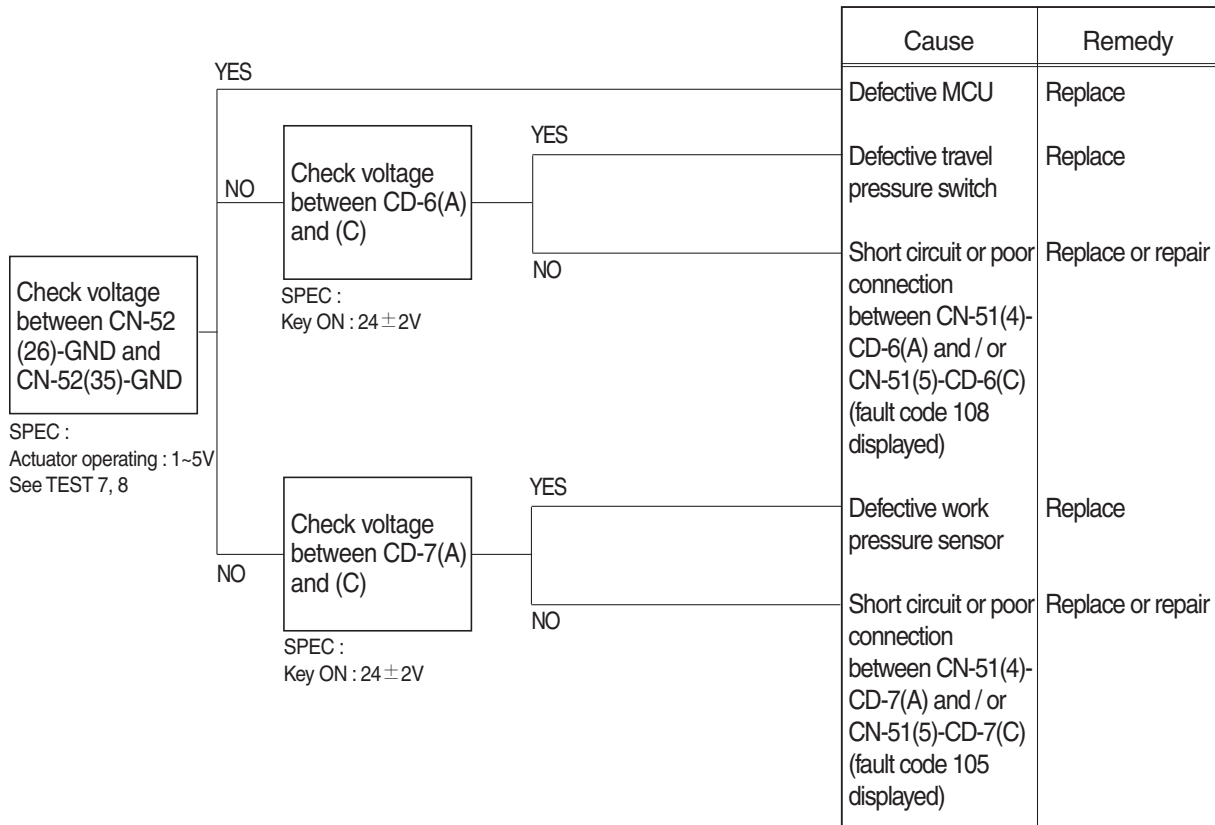 Cause
Remedy
YES
Defective MCU
Replace
NO
Check voltage
between CD-6(A)
and (C)
SPEC :
Key ON : 24±2V
YES
Defective travel
pressure switch
Replace
NO
Short circuit or poor
connection
between CN-51(4)-
CD-6(A) and / or
CN-51(5)-CD-6(C)
(fault code 108
displayed)
Replace or repair
Check voltage
between CN-52
(26)-GND and
CN-52(35)-GND
SPEC :
Actuator operating : 1~5V
See TEST 7, 8
NO
Check voltage
between CD-7(A)
and (C)
SPEC :
Key ON : 24±2V
YES
Defective work
pressure sensor
Replace
NO
Short circuit or poor
connection
between CN-51(4)-
CD-7(A) and / or
CN-51(5)-CD-7(C)
(fault code 105
displayed)
Replace or repair